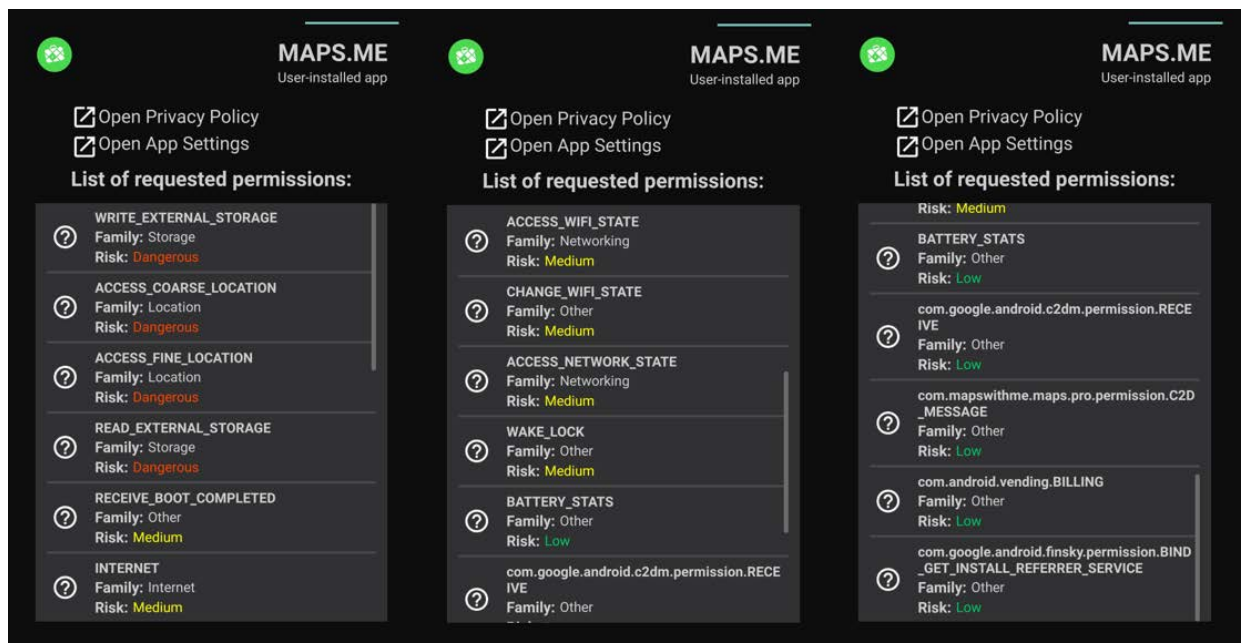 MAPS.ME
User-installed app
Open Privacy Policy
Open App Settings
List of requested permissions:
WRITE_EXTERNAL_STORAGE
Family: Storage
Risk: Dangerous
ACCESS_COARSE_LOCATION
Family: Location
Risk: Dangerous
ACCESS_FINE_LOCATION
Family: Location
Risk: Dangerous
READ_EXTERNAL_STORAGE
Family: Storage
Risk: Dangerous
RECEIVE_BOOT_COMPLETED
Family: Other
Risk: Medium
INTERNET
Family: Internet
Risk: Medium
MAPS.ME
User-installed app
Open Privacy Policy
Open App Settings
List of requested permissions:
ACCESS_WIFI_STATE
Family: Networking
Risk: Medium
CHANGE_WIFI_STATE
Family: Other
Risk: Medium
ACCESS_NETWORK_STATE
Family: Networking
Risk: Medium
WAKE_LOCK
Family: Other
Risk: Medium
BATTERY_STATS
Family: Other
Risk: Low
com.google.android.c2dm.permission.RECE
IVE
Family: Other
MAPS.ME
User-installed app
Open Privacy Policy
Open App Settings
List of requested permissions:
Risk: Medium
BATTERY_STATS
Family: Other
Risk: Low
com.google.android.c2dm.permission.RECE
IVE
Family: Other
Risk: Low
com.mapswithme.maps.pro.permission.C2D
_MESSAGE
Family: Other
Risk: Low
com.android.vending.BILLING
Family: Other
Risk: Low
com.google.android.finsky.permission.BIND
_GET_INSTALL_REFERRER_SERVICE
Family: Other
Risk: Low